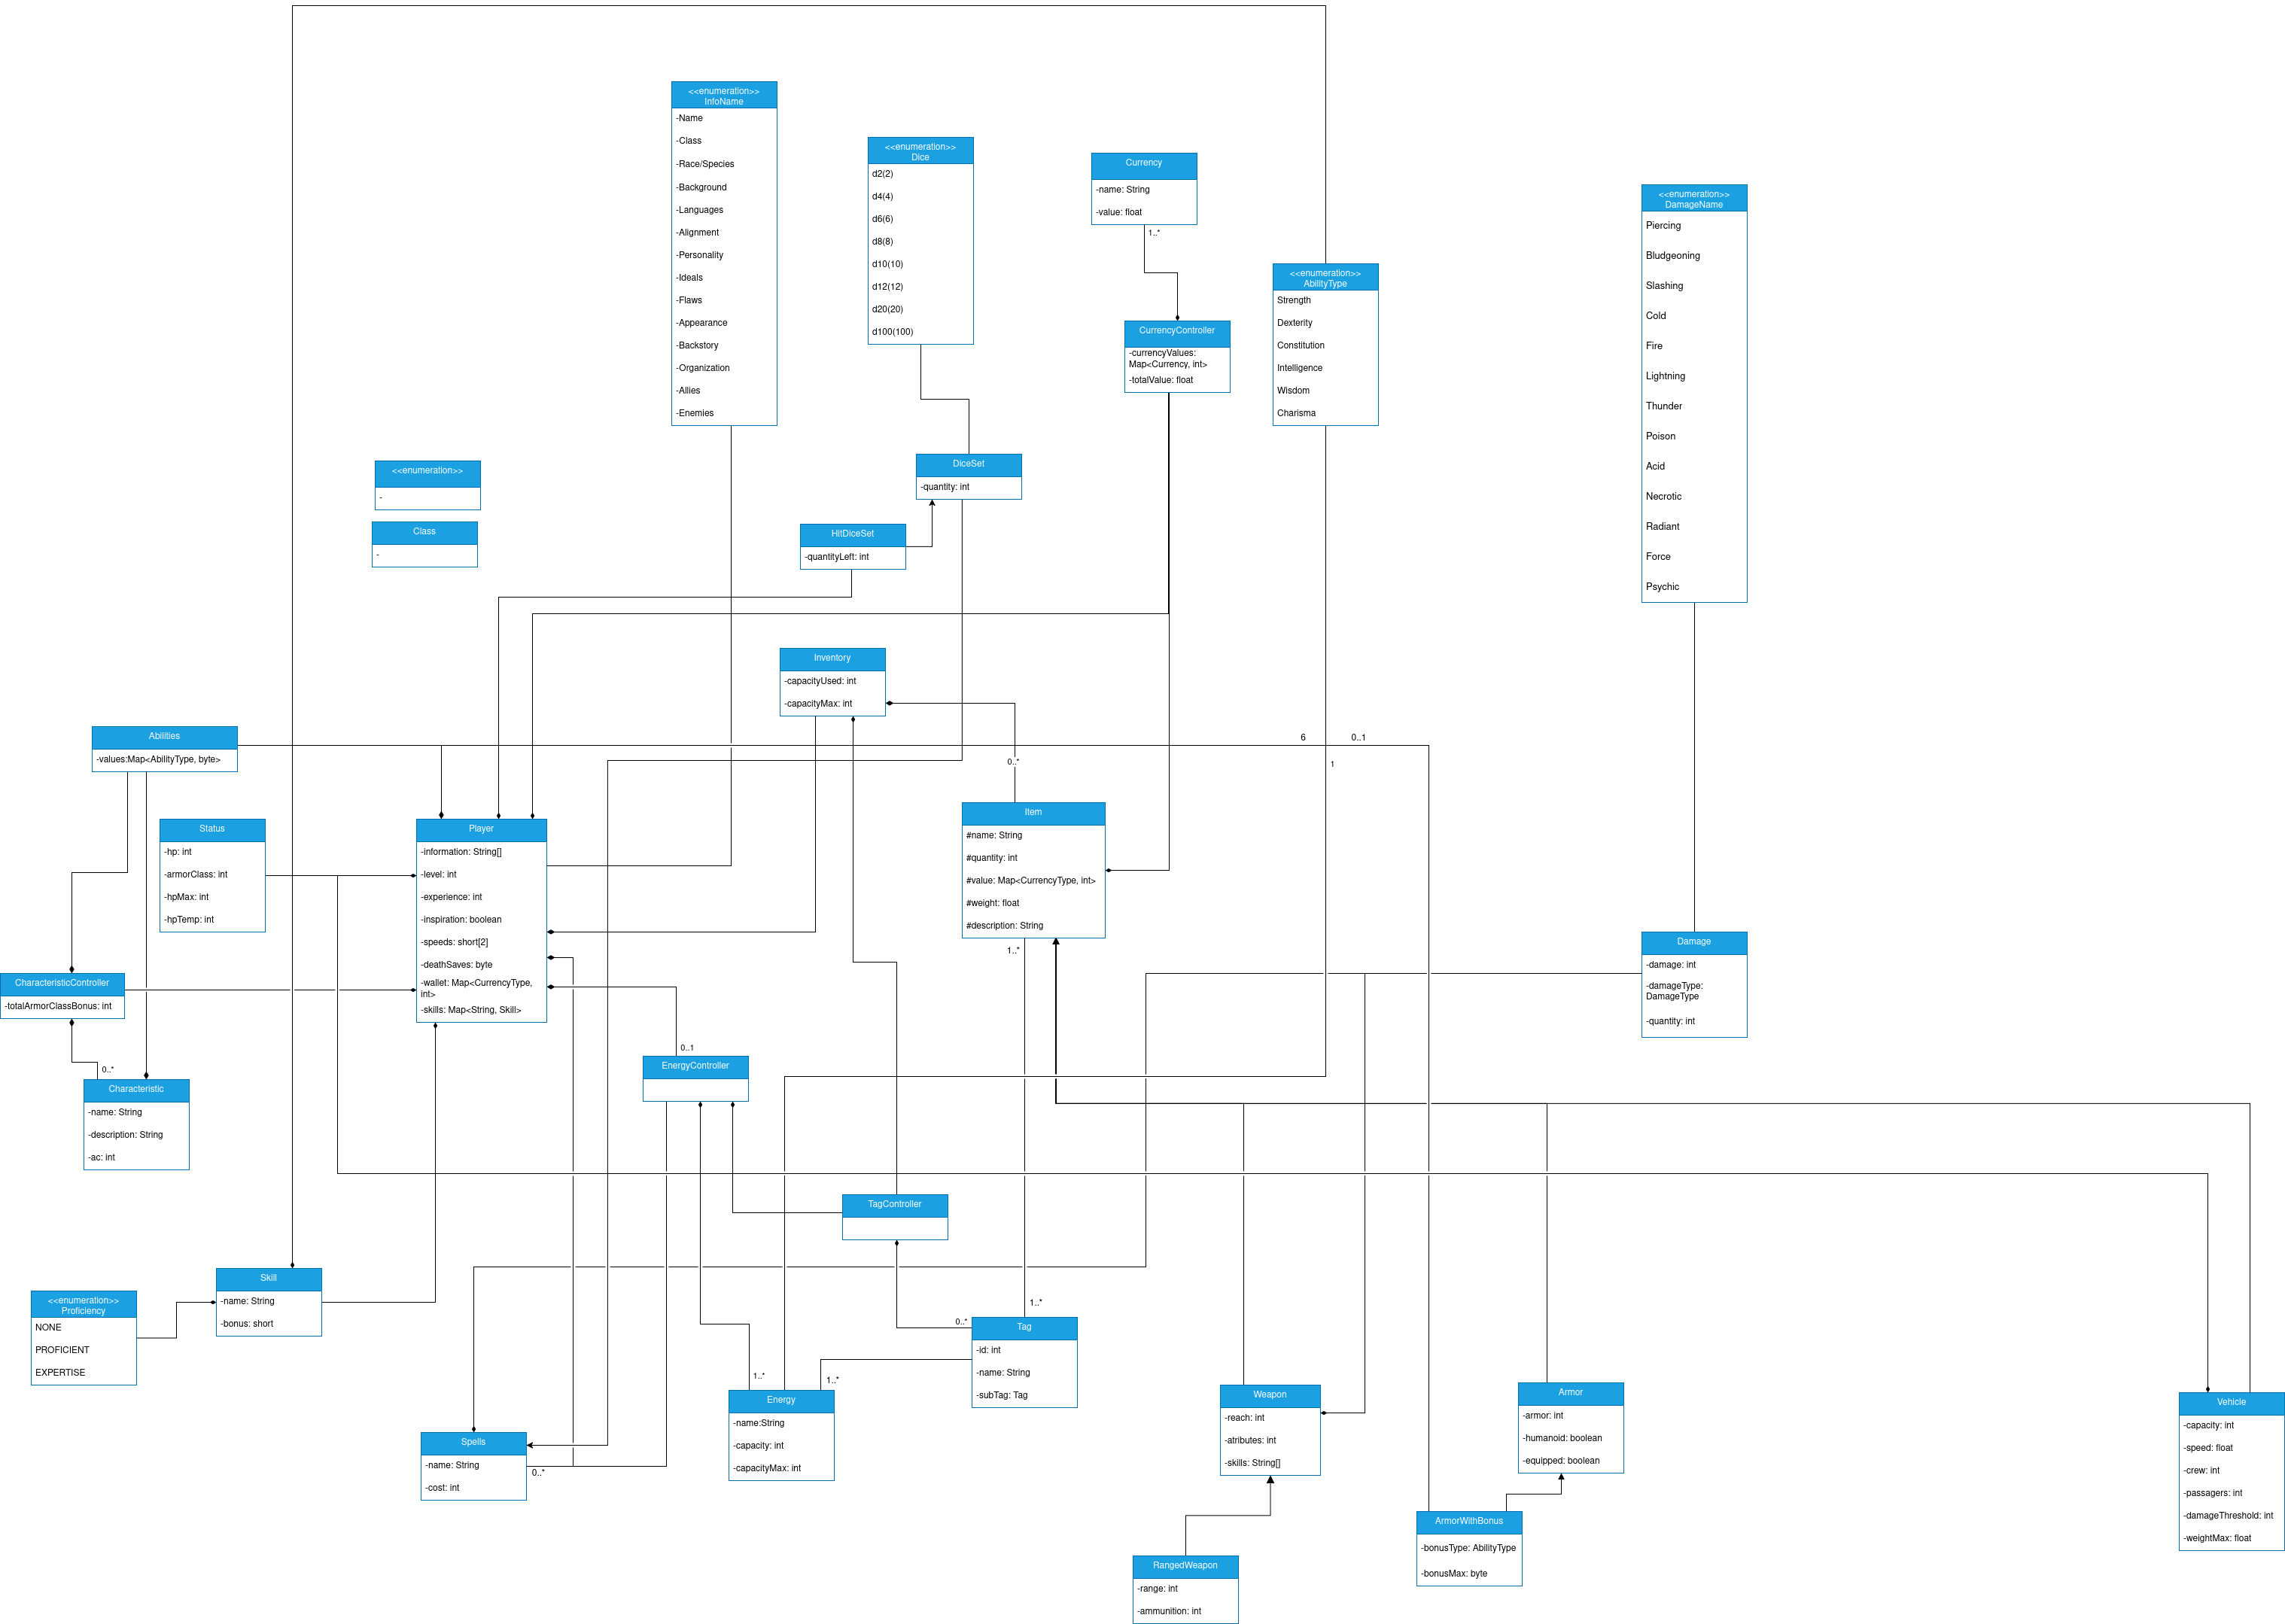 <<enumeration>>
InfoName
-Name
-Class
-Race/Species
-Background
-Languages
-Alignment
-Personality
-Ideals
-Flaws
-Appearance
-Backstory
-Organization
-Allies
-Enemies
<<enumeration>>
Dice
d2(2)
d4(4)
d6(6)
d8(8)
d10(10)
d12(12)
d20(20)
d100(100)
Currency
-name: String
-value: float
1..*
CurrencyController
-currencyValues:
Map<Currency, int>
-totalValue: float
<<enumeration>>
AbilityType
Strength
Dexterity
Constitution
Intelligence
Wisdom
Charisma
<<enumeration>>
DamageName
Piercing
Bludgeoning
Slashing
Cold
Fire
Lightning
Thunder
Poison
Acid
Necrotic
Radiant
Force
Psychic
<<enumeration>>
-
Class
-
DiceSet
-quantity: int
HitDiceSet
-quantityLeft: int
Inventory
-capacityUsed: int
-capacityMax: int
Abilities
-values:Map<AbilityType, byte>
6
0..1
1
0..*
Status
-hp: int
-armorClass: int
-hpMax: int
-hpTemp: int
Player
-information: String[]
-level: int
-experience: int
-inspiration: boolean
-speeds: short[2]
-deathSaves: byte
-wallet: Map<CurrencyType,
int>
-skills: Map<String, Skill>
Item
#name: String
#quantity: int
#value: Map<CurrencyType, int>
#weight: float
#description: String
1..*
Damage
-damage: int
-damageType:
DamageType
-quantity: int
CharacteristicController
-totalArmorClassBonus: int
0..*
Characteristic
-name: String
-description: String
-ac: int
0..1
EnergyController
TagController
Skill
-name: String
-bonus: short
<<enumeration>>
Proficiency
NONE
PROFICIENT
EXPERTISE
1..*
0..*
Tag
-id: int
-name: String
-subTag: Tag
1..*
1..*
Energy
-name:String
-capacity: int
-capacityMax: int
Spells
-name: String
-cost: int
0..*
Weapon
-reach: int
-atributes: int
-skills: String[]
Armor
-armor: int
-humanoid: boolean
-equipped: boolean
Vehicle
-capacity: int
-speed: float
-crew: int
-passagers: int
-damageThreshold: int
-weightMax: float
ArmorWithBonus
-bonusType: AbilityType
-bonusMax: byte
RangedWeapon
-range: int
-ammunition: int